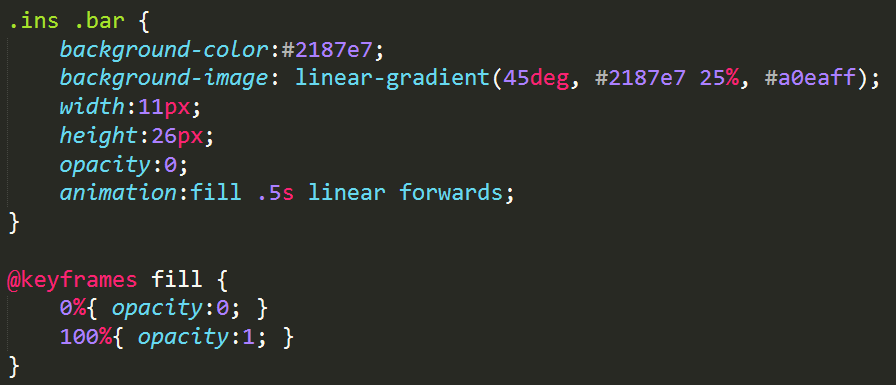 .ins .bar {
    background-color:#2187e7;
    background-image: linear-gradient(45deg, #2187e7 25%, #a0eaff);
    width:11px;
    height:26px;
    opacity:0;
    animation:fill .5s linear forwards;
}

@keyframes fill {
    0%{ opacity:0; }
    100%{ opacity:1; }
}